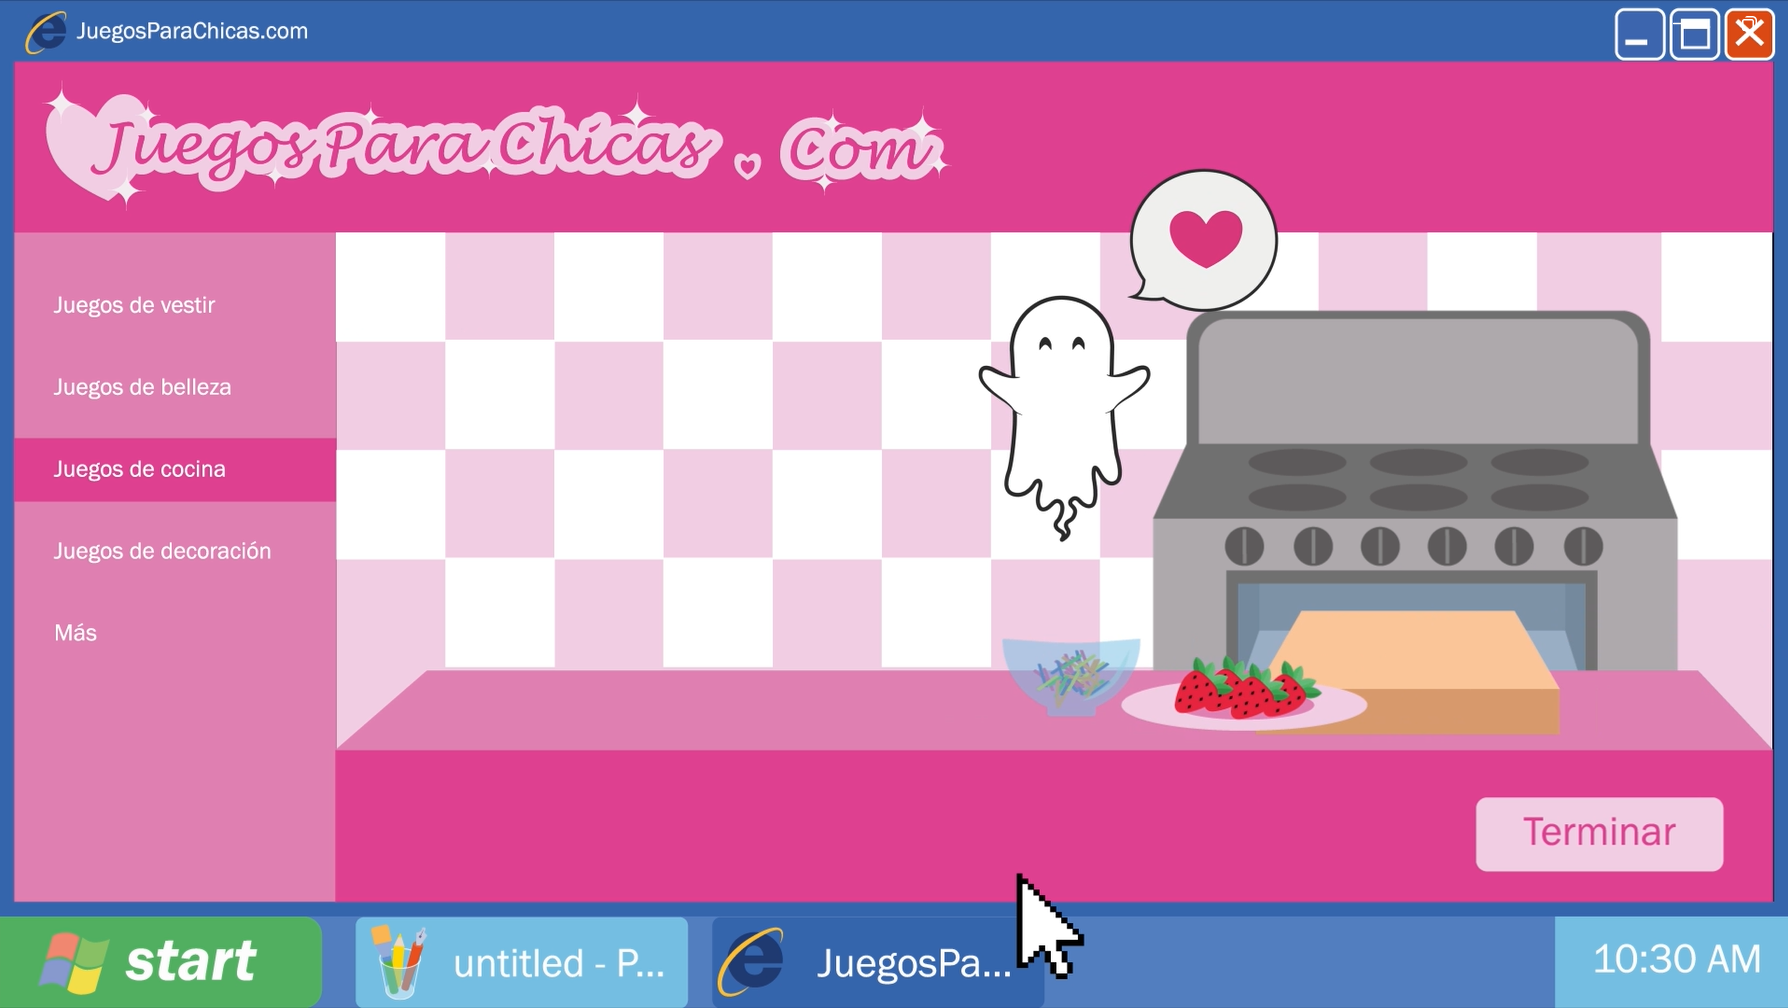 JuegosParaChicas.com
JuegosParaChicas.Com
Juegos de vestir
Juegos de belleza
Juegos de cocina
Juegos de decoración
Más
Terminar
start
untitled - P...
JuegosPa...
10:30 AM